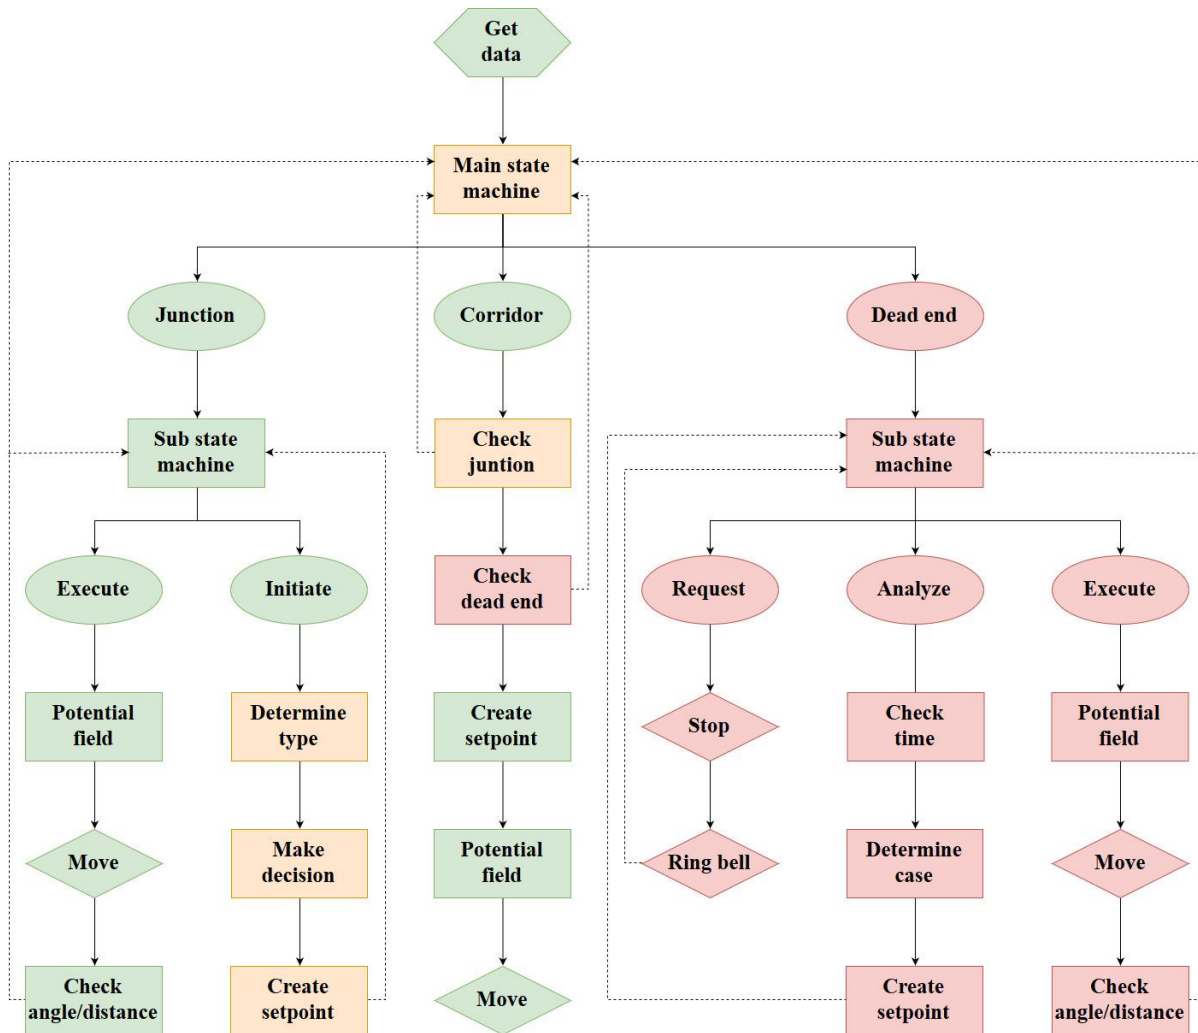 Get
data
Main state
machine
Junction
Corridor
Dead end
Sub state
machine
Check
juntion
Sub state
machine
Execute
Initiate
Check
dead end
Request
Analyze
Execute
Potential
field
Determine
type
Create
setpoint
Stop
Check
time
Potential
field
Move
Make
decision
Potential
field
Ring bell
Determine
case
Move
Check
angle/distance
Create
setpoint
Move
Create
setpoint
Check
angle/distance